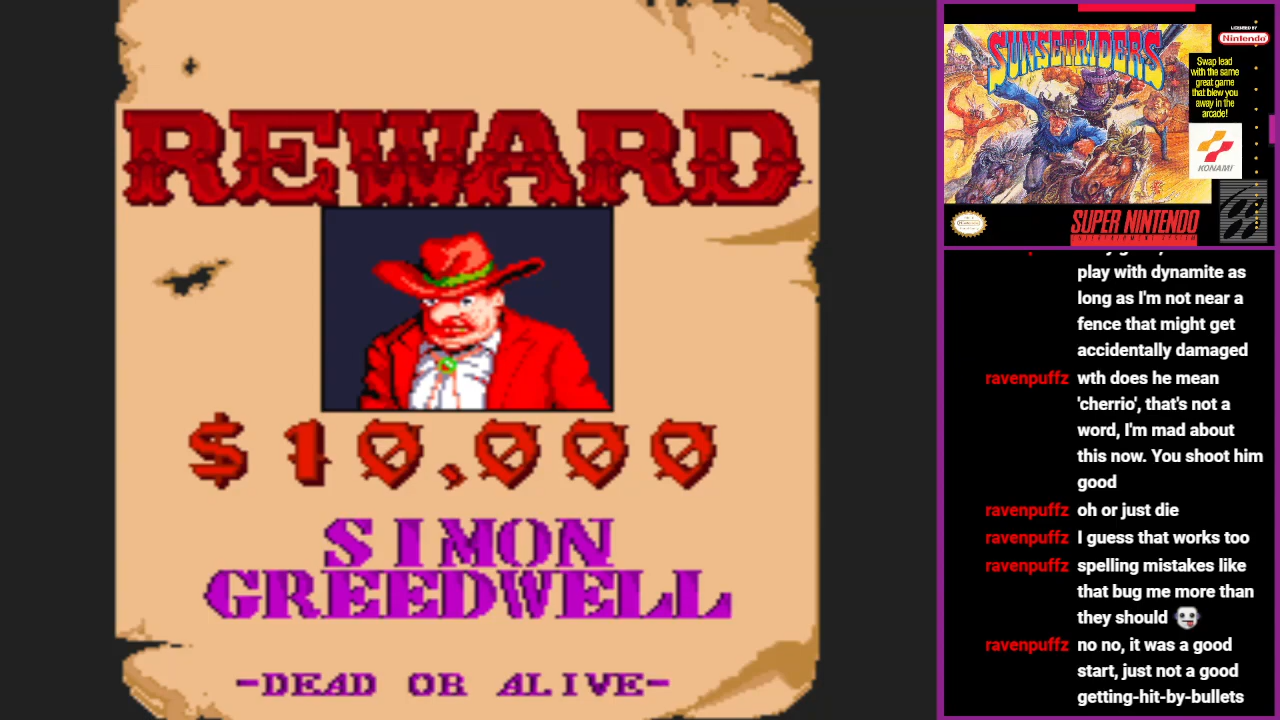 REWARD
$10,000
SIMON
GREEDWELL
-DEAD OR ALIVE-
SUNSETRIDERS
LICENSED BY
Nintendo
Swap lead
with the same
great game
that blew you
away in the
arcade!
KONAMI
SUPER NINTENDO
ENTERTAINMENT SYSTEM
play with dynamite as
long as I'm not near a
fence that might get
accidentally damaged
ravenpuffz wth does he mean
'cherrio', that's not a
word, I'm mad about
this now. You shoot him
good
ravenpuffz oh or just die
ravenpuffz I guess that works too
ravenpuffz spelling mistakes like
that bug me more than
they should
ravenpuffz no no, it was a good
start, just not a good
getting-hit-by-bullets